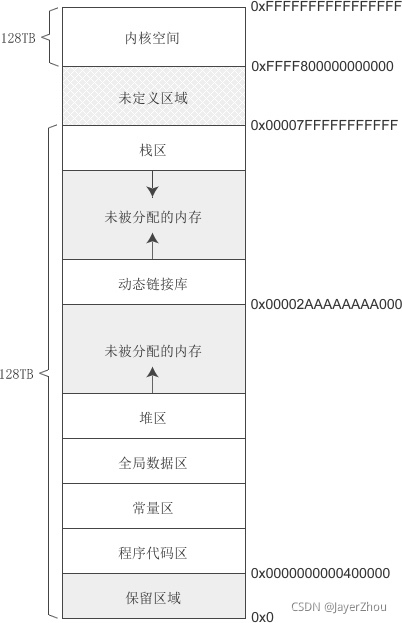 0xFFFFFFFFFFFFFFFF
128TB
内核空间
0xFFFF800000000000
未定义区域
0x00007FFFFFFFFFFF
栈区
未被分配的内存
动态链接库
0x00002AAAAAAAA000
未被分配的内存
128TB
堆区
全局数据区
常量区
程序代码区
0x0000000000400000
保留区域
CSDN @JayerZhou
0x0